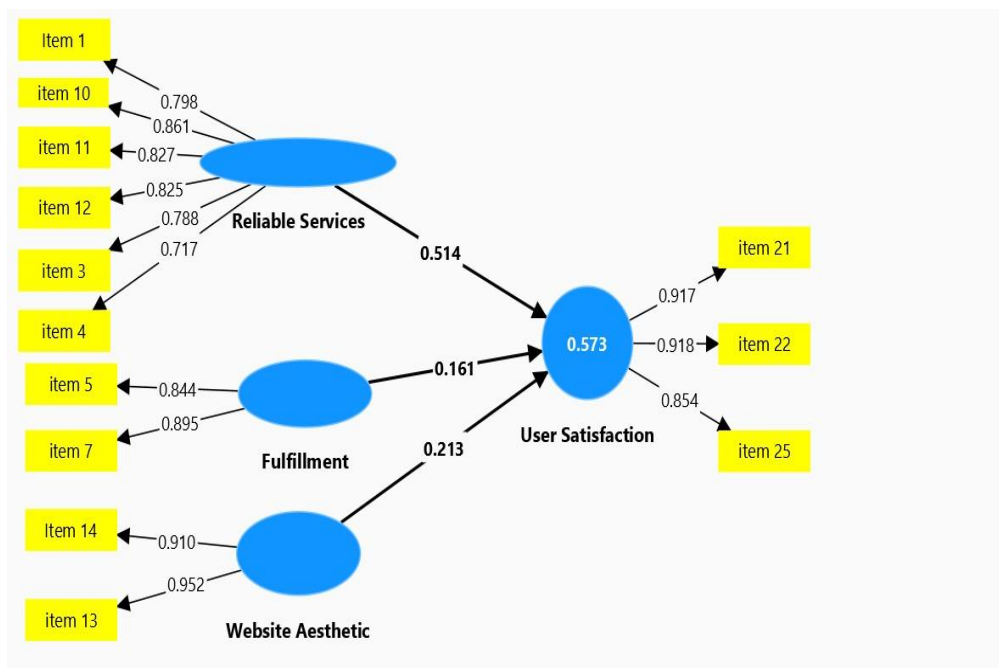 Item 1
item 10
item 11
item 12
item 3
item 4
0.798
0.861
0.827
0.825
0.788
0.717
Reliable Services
0.514
item 5
item 7
0.844
0.895
Fulfillment
0.161
Item 14
item 13
0.910
0.952
Website Aesthetic
0.213
0.573
User Satisfaction
0.917
0.918
0.854
item 21
item 22
item 25